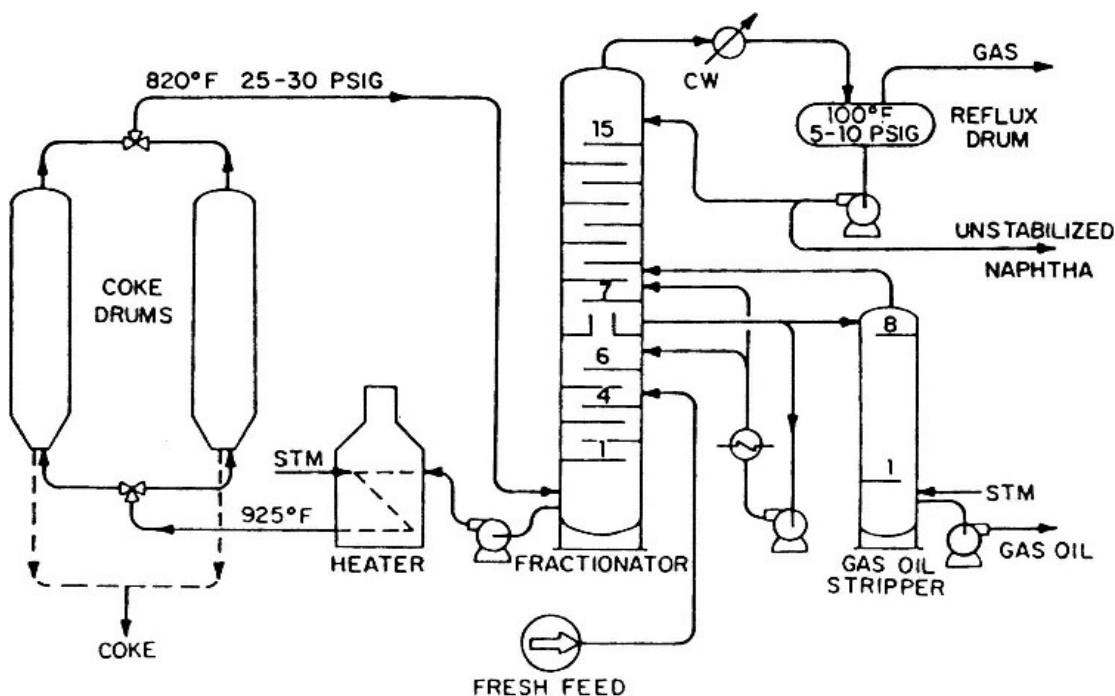 820°F 25-30 PSIG
CW
GAS
100°F
5-10 PSIG
REFLUX
DRUM
15
UNSTABILIZED
NAPHTHA
COKE
DRUMS
7
8
6
4
1
1
STM
STM
925°F
HEATER
FRACTIONATOR
GAS OIL
STRIPPER
GAS OIL
COKE
FRESH FEED